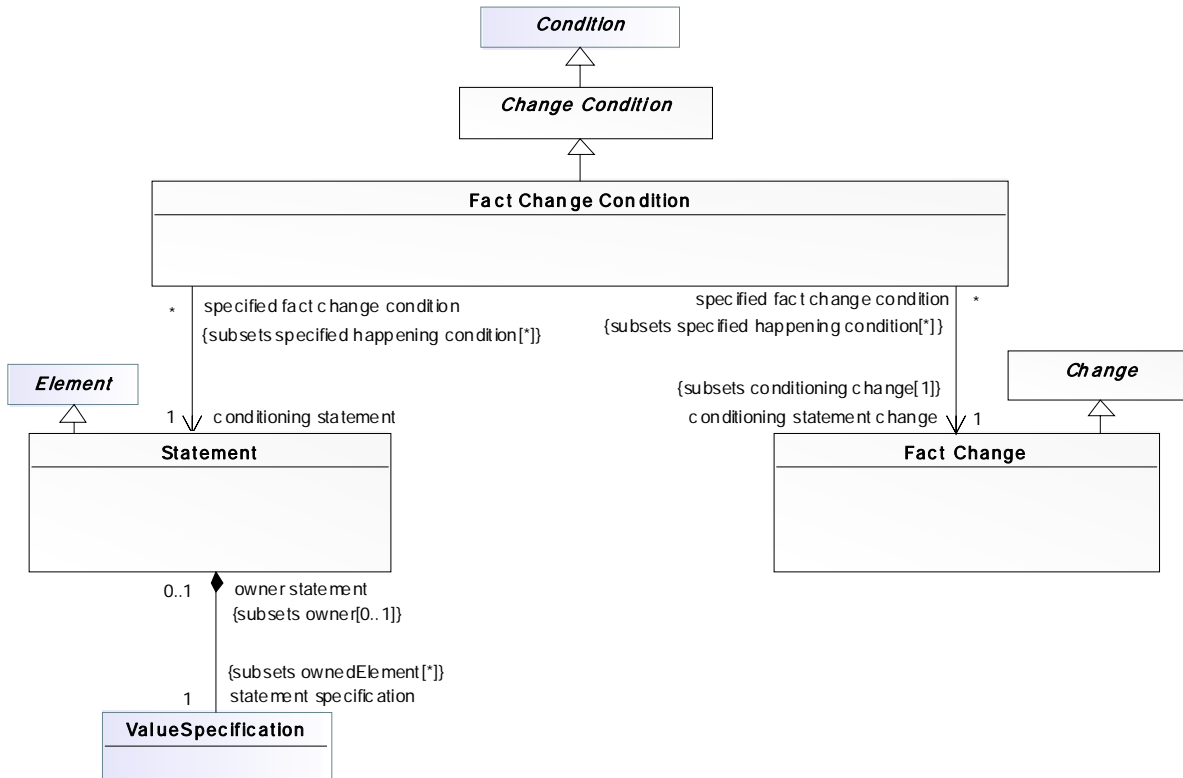 Condition
Change Condition
Fact Change Condition
* specified fact change condition
{subsets specified happening condition[*]}
specified fact change condition *
{subsets specified happening condition[*]}
Element
Change
1 conditioning statement
{subsets conditioning change[1]}
conditioning statement change 1
Statement
Fact Change
0..1 owner statement
{subsets owner[0..1]}
{subsets ownedElement[*]}
1 statement specification
ValueSpecification